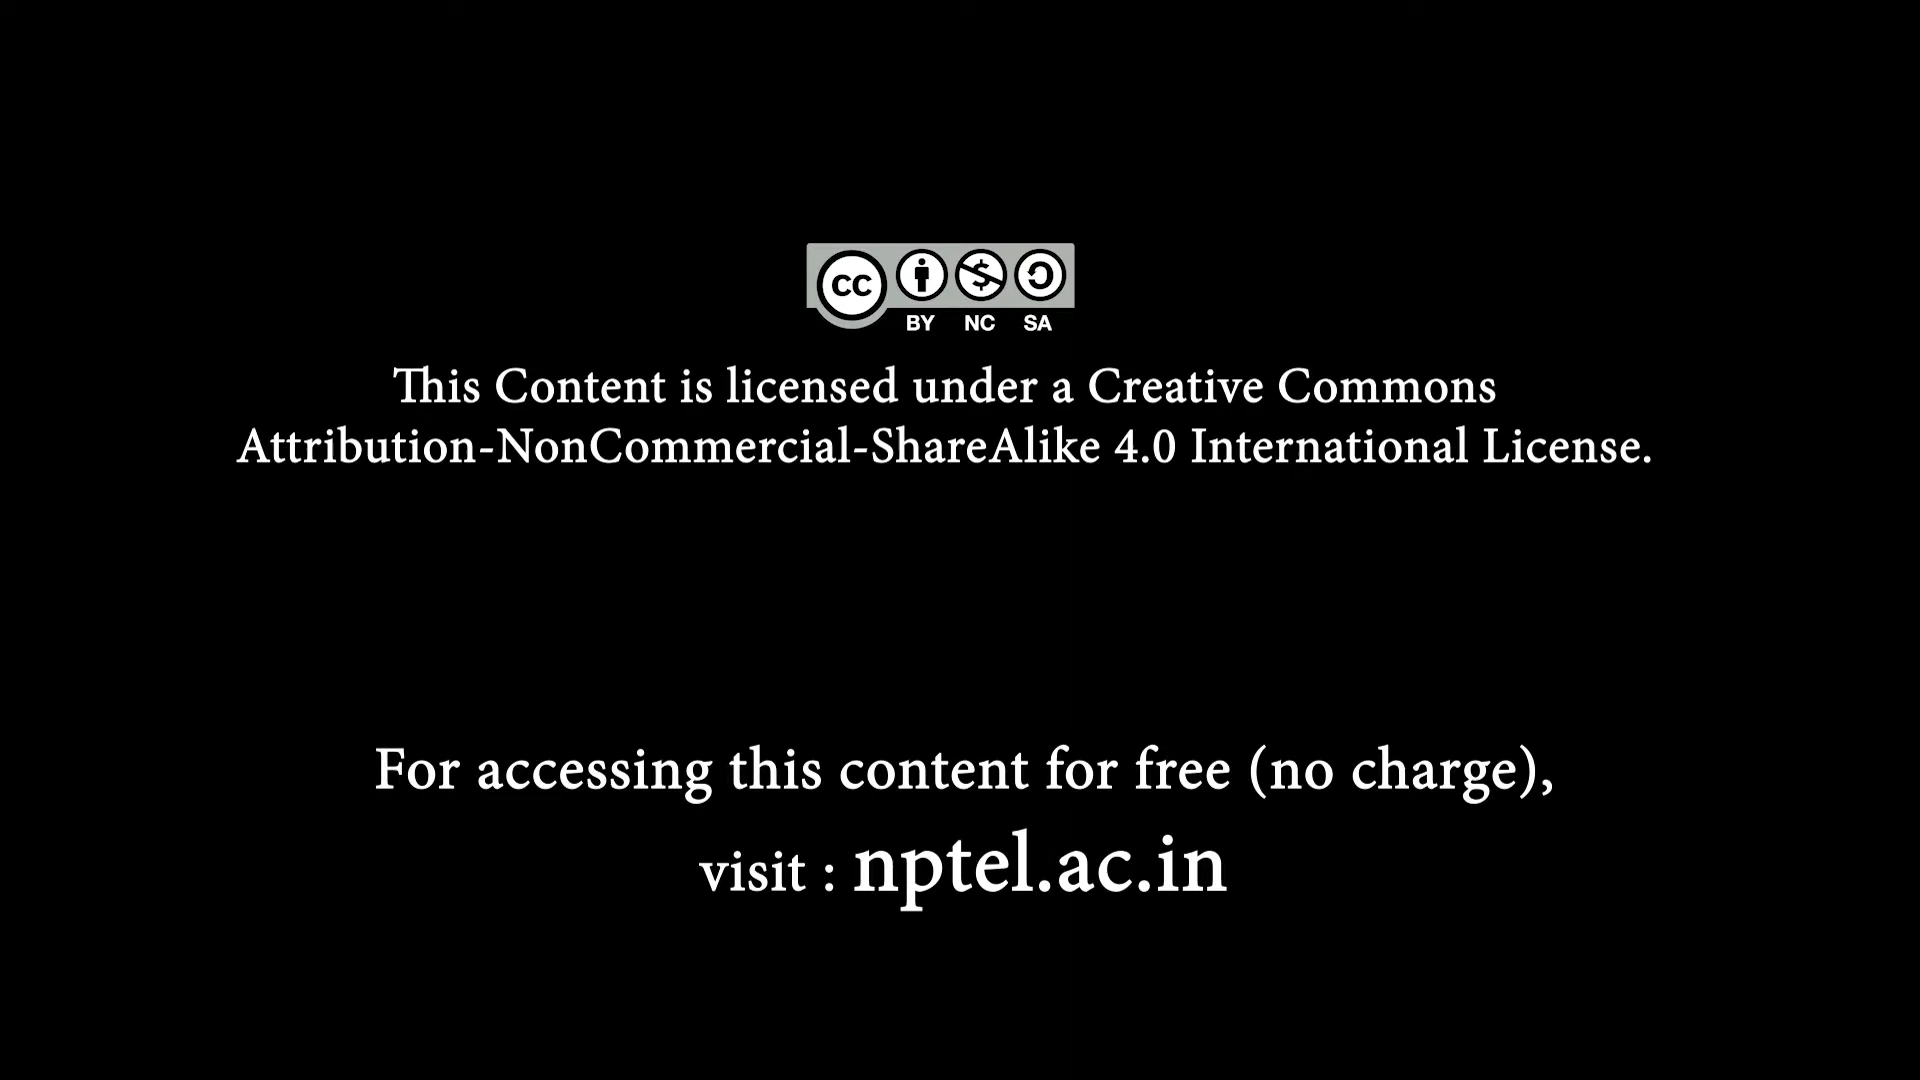 cc BY NC SA
This Content is licensed under a Creative Commons
Attribution-NonCommercial-ShareAlike 4.0 International License.
For accessing this content for free (no charge),
visit : nptel.ac.in